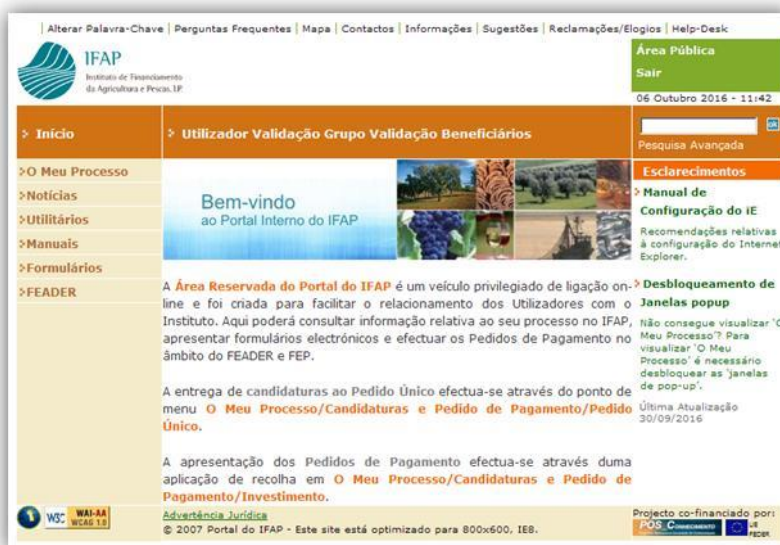 Alterar Palavra-Chave | Perguntas Frequentes | Mapa | Contactos | Informações | Sugestões | Reclamações/Elogios | Help-Desk
IFAP
Instituto de Financiamento
da Agricultura e Pescas, I.P.
Área Pública
Sair
06 Outubro 2016 - 11:42
Início
Utilizador Validação Grupo Validação Beneficiários
ok
Pesquisa Avançada
O Meu Processo
Notícias
Utilitários
Manuais
Formulários
FEADER
Bem-vindo
ao Portal Interno do IFAP
A Área Reservada do Portal do IFAP é um veículo privilegiado de ligação on-
line e foi criada para facilitar o relacionamento dos Utilizadores com o
Instituto. Aqui poderá consultar informação relativa ao seu processo no IFAP,
apresentar formulários electrónicos e efectuar os Pedidos de Pagamento no
âmbito do FEADER e FEP.
A entrega de candidaturas ao Pedido Único efectua-se através do ponto de
menu O Meu Processo/Candidaturas e Pedido de Pagamento/Pedido
Único.
A apresentação dos Pedidos de Pagamento efectua-se através duma
aplicação de recolha em O Meu Processo/Candidaturas e Pedido de
Pagamento/Investimento.
Esclarecimentos
Manual de
Configuração do iE
Recomendações relativas
à configuração do Internet
Explorer.
Desbloqueamento de
Janelas popup
Não consegue visualizar 'O
Meu Processo'? Para
visualizar 'O Meu
Processo' é necessário
desbloquear as 'janelas
de pop-up'.
Última Atualização
30/09/2016
W3C WAI-AA
WCAG 1.0
Advertência Jurídica
© 2007 Portal do IFAP - Este site está optimizado para 800x600, IE8.
Projecto co-financiado por:
POS_Conhecimento
UE
FEDER